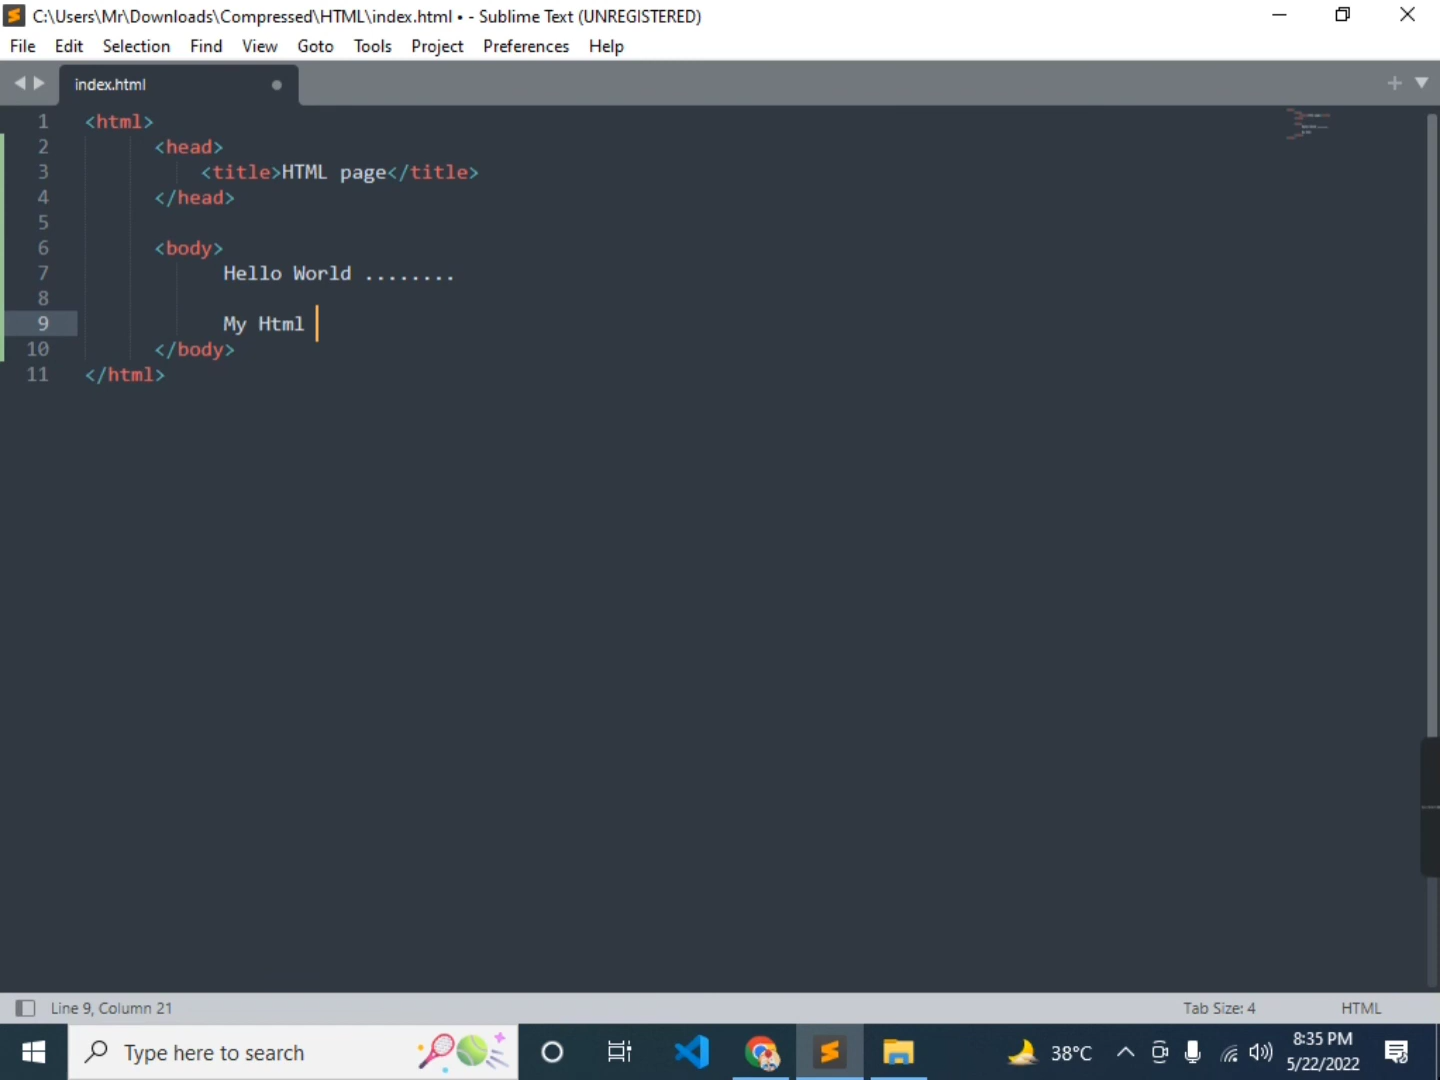 C:\Users\Mr\Downloads\Compressed\HTML\index.html • - Sublime Text (UNREGISTERED)
File Edit Selection Find View Goto Tools Project Preferences Help
index.html
1 <html>
2 <head>
3 <title>HTML page</title>
4 </head>
5
6 <body>
7 Hello World ........
8
9 My Html
10 </body>
11 </html>
Line 9, Column 21 Tab Size: 4 HTML
Type here to search 38°C 8:35 PM
5/22/2022